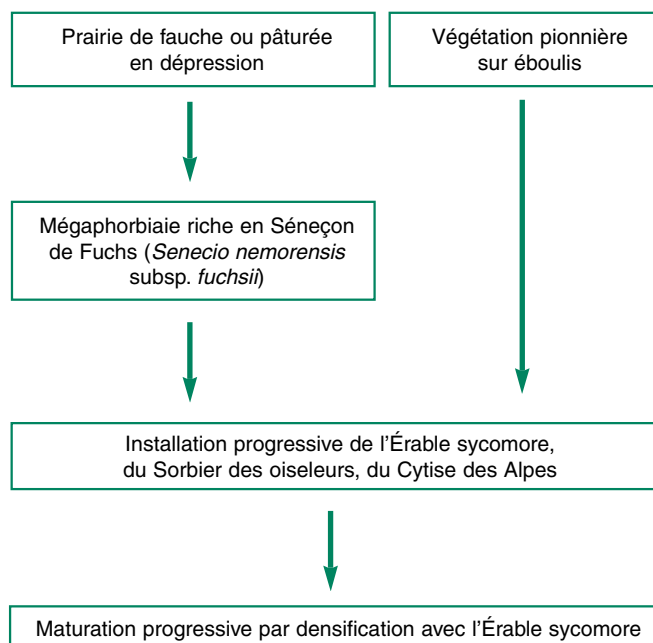 Prairie de fauche ou pâturée
en dépression
Végétation pionnière
sur éboulis
Mégaphorbiaie riche en Séneçon
de Fuchs (Senecio nemorensis
subsp. fuchsii)
Installation progressive de l’Érable sycomore,
du Sorbier des oiseleurs, du Cytise des Alpes
Maturation progressive par densification avec l’Érable sycomore